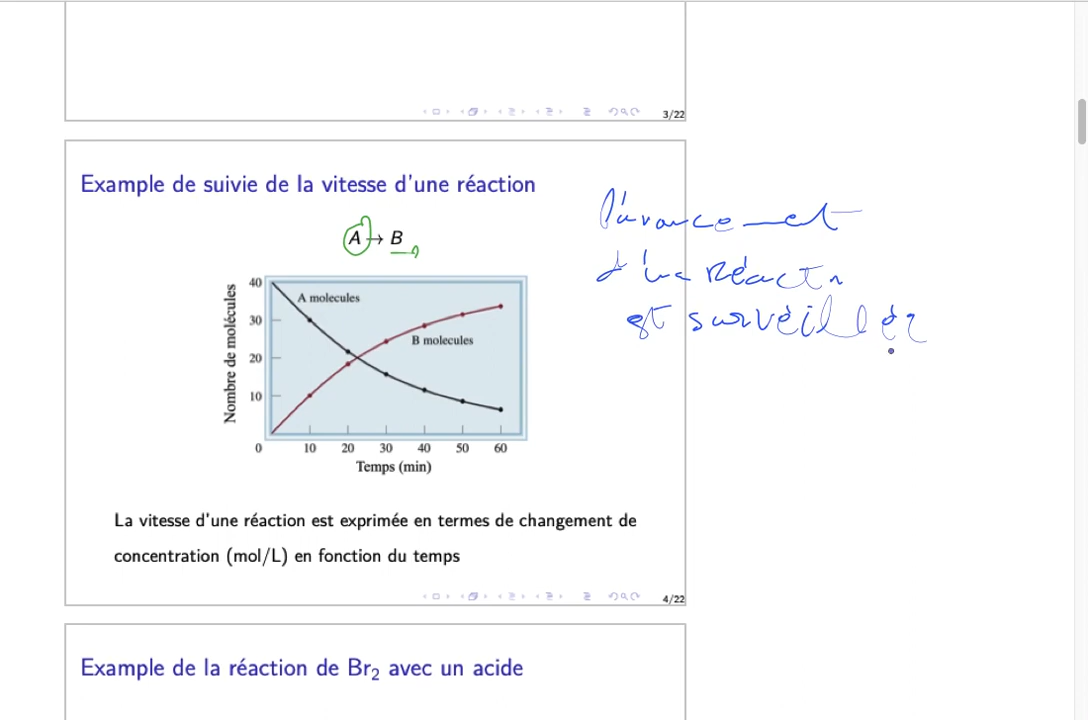 3/22
Example de suivie de la vitesse d'une réaction
A → B
l'avancement
d'une réactn
est surveillée
40
30
20
10
0
10 20 30 40 50 60
A molecules
B molecules
Nombre de molécules
Temps (min)
La vitesse d'une réaction est exprimée en termes de changement de
concentration (mol/L) en fonction du temps
4/22
Example de la réaction de Br₂ avec un acide